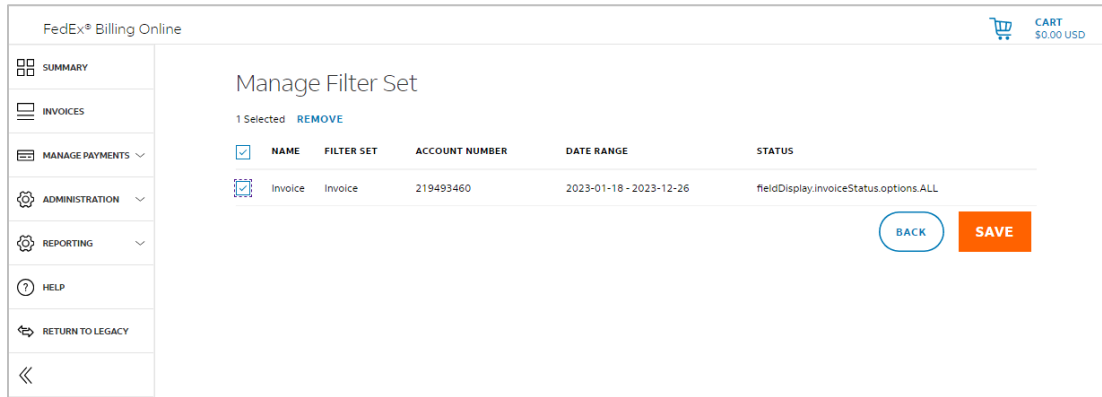 FedEx® Billing Online
CART
$0.00 USD
SUMMARY
INVOICES
MANAGE PAYMENTS
ADMINISTRATION
REPORTING
HELP
RETURN TO LEGACY
Manage Filter Set
1 Selected REMOVE
NAME FILTER SET ACCOUNT NUMBER DATE RANGE STATUS
Invoice Invoice 219493460 2023-01-18 - 2023-12-26 fieldDisplay.invoiceStatus.options.ALL
BACK SAVE